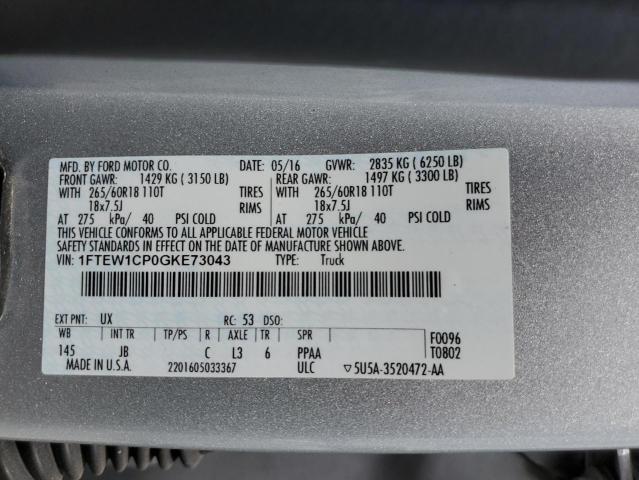 MFD. BY FORD MOTOR CO. DATE: 05/16 GVWR: 2835 KG ( 6250 LB)
FRONT GAWR: 1429 KG ( 3150 LB) REAR GAWR: 1497 KG ( 3300 LB)
WITH 265/60R18 110T TIRES WITH 265/60R18 110T TIRES
18x7.5J RIMS 18x7.5J RIMS
AT 275 kPa/ 40 PSI COLD AT 275 kPa/ 40 PSI COLD
THIS VEHICLE CONFORMS TO ALL APPLICABLE FEDERAL MOTOR VEHICLE
SAFETY STANDARDS IN EFFECT ON THE DATE OF MANUFACTURE SHOWN ABOVE.
VIN: 1FTEW1CP0GKE73043 TYPE: Truck
EXT PNT: UX RC: 53 DSO:
WB INT TR TP/PS R AXLE TR SPR F0096
145 JB C L3 6 PPAA T0802
MADE IN U.S.A. 2201605033367 ULC ▽5U5A-3520472-AA